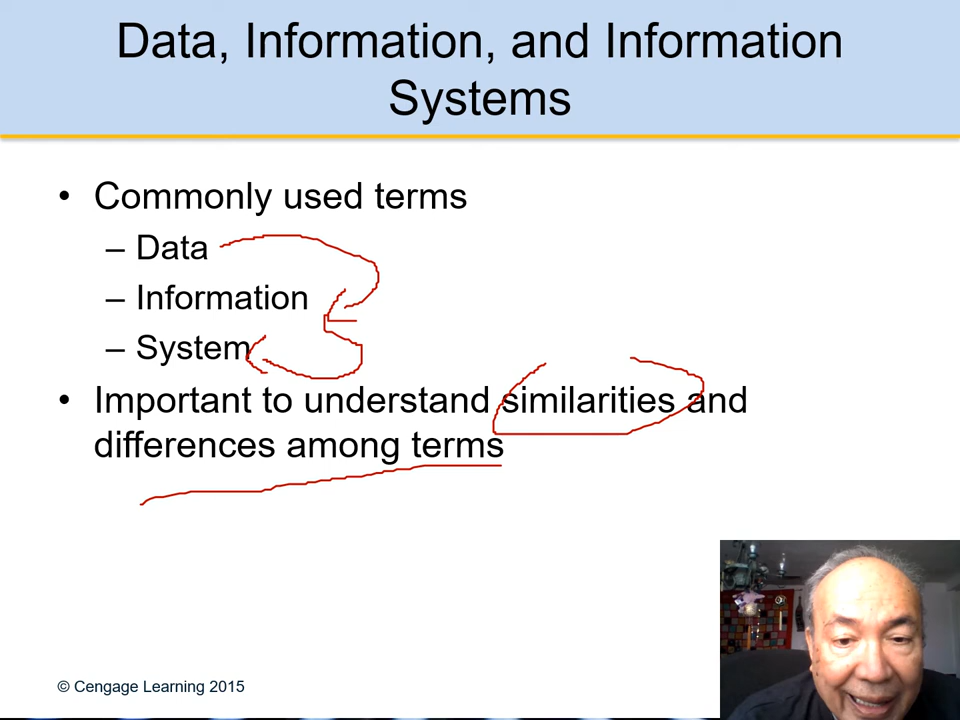 Data, Information, and Information
Systems
• Commonly used terms
– Data
– Information
– System
• Important to understand similarities and
differences among terms
© Cengage Learning 2015